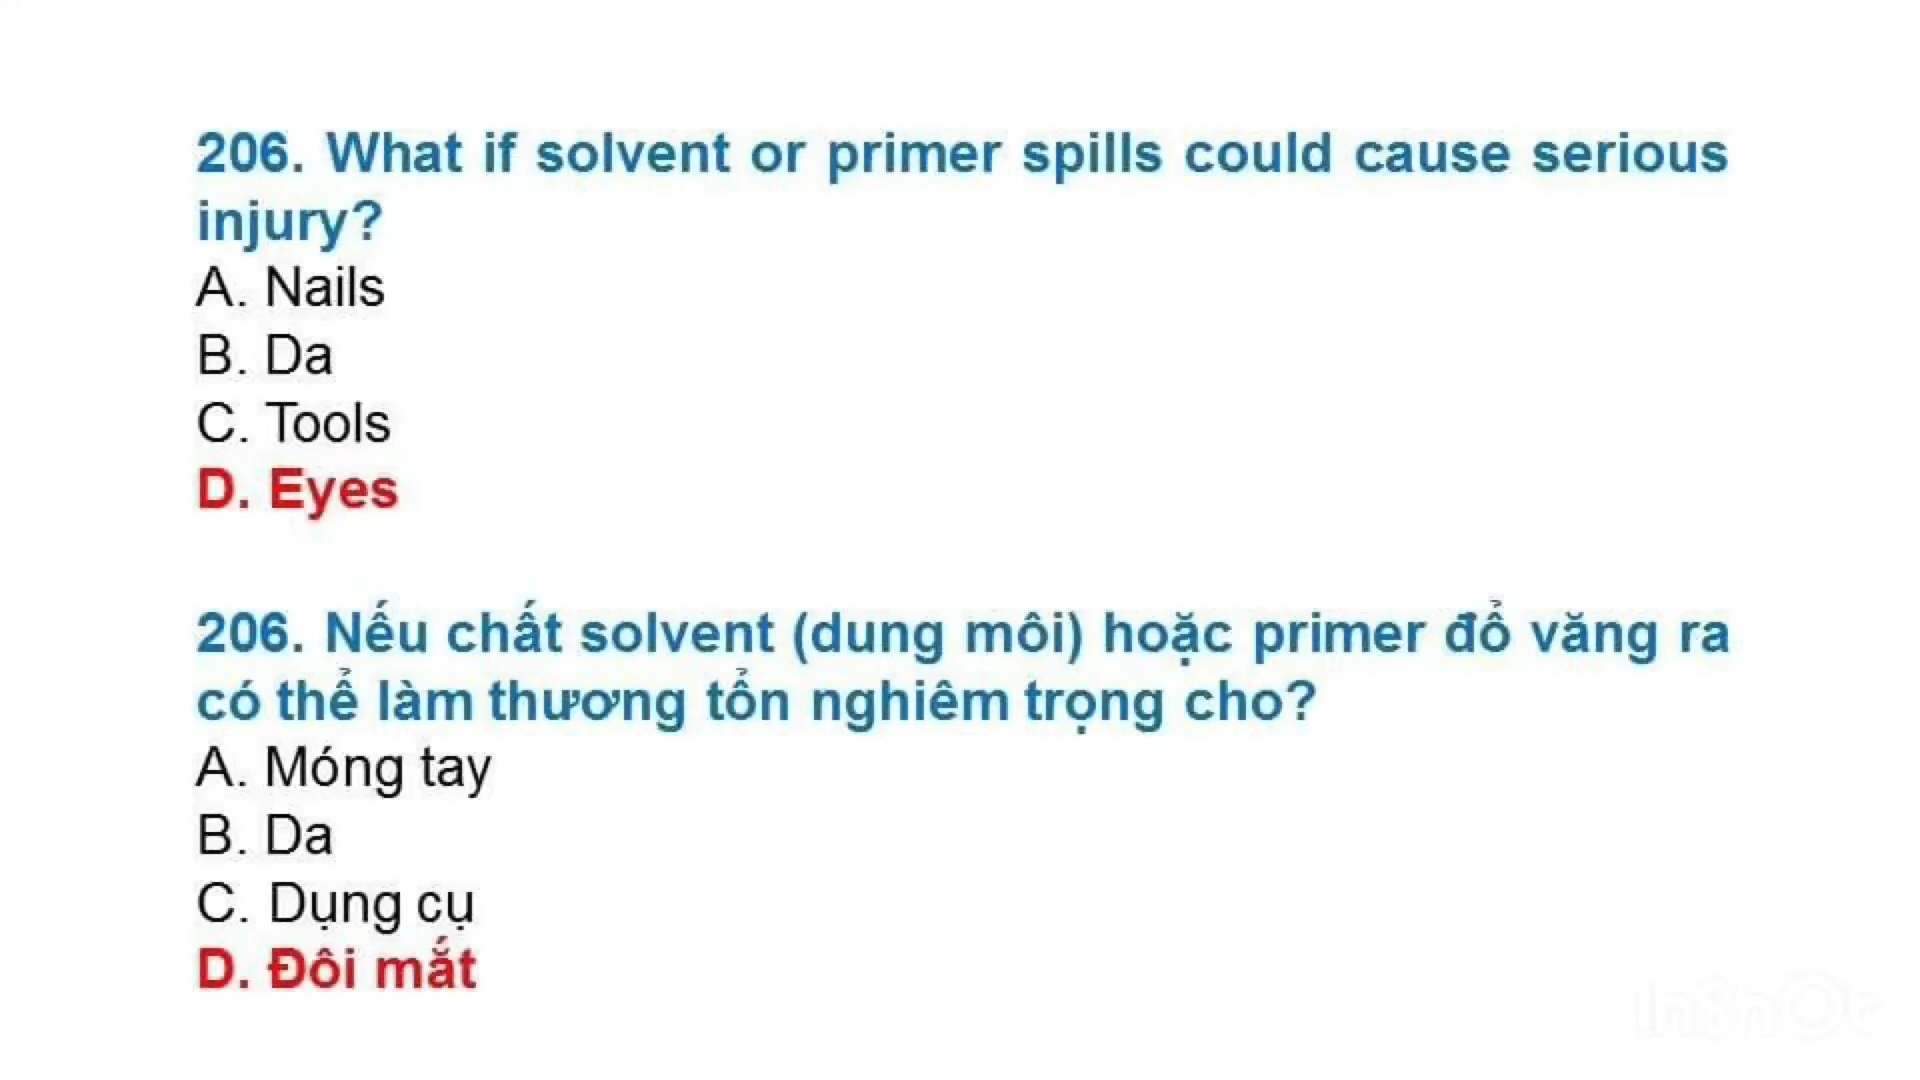 206. What if solvent or primer spills could cause serious
injury?
A. Nails
B. Da
C. Tools
D. Eyes
206. Nếu chất solvent (dung môi) hoặc primer đổ văng ra
có thể làm thương tổn nghiêm trọng cho?
A. Móng tay
B. Da
C. Dụng cụ
D. Đôi mắt
InShOt